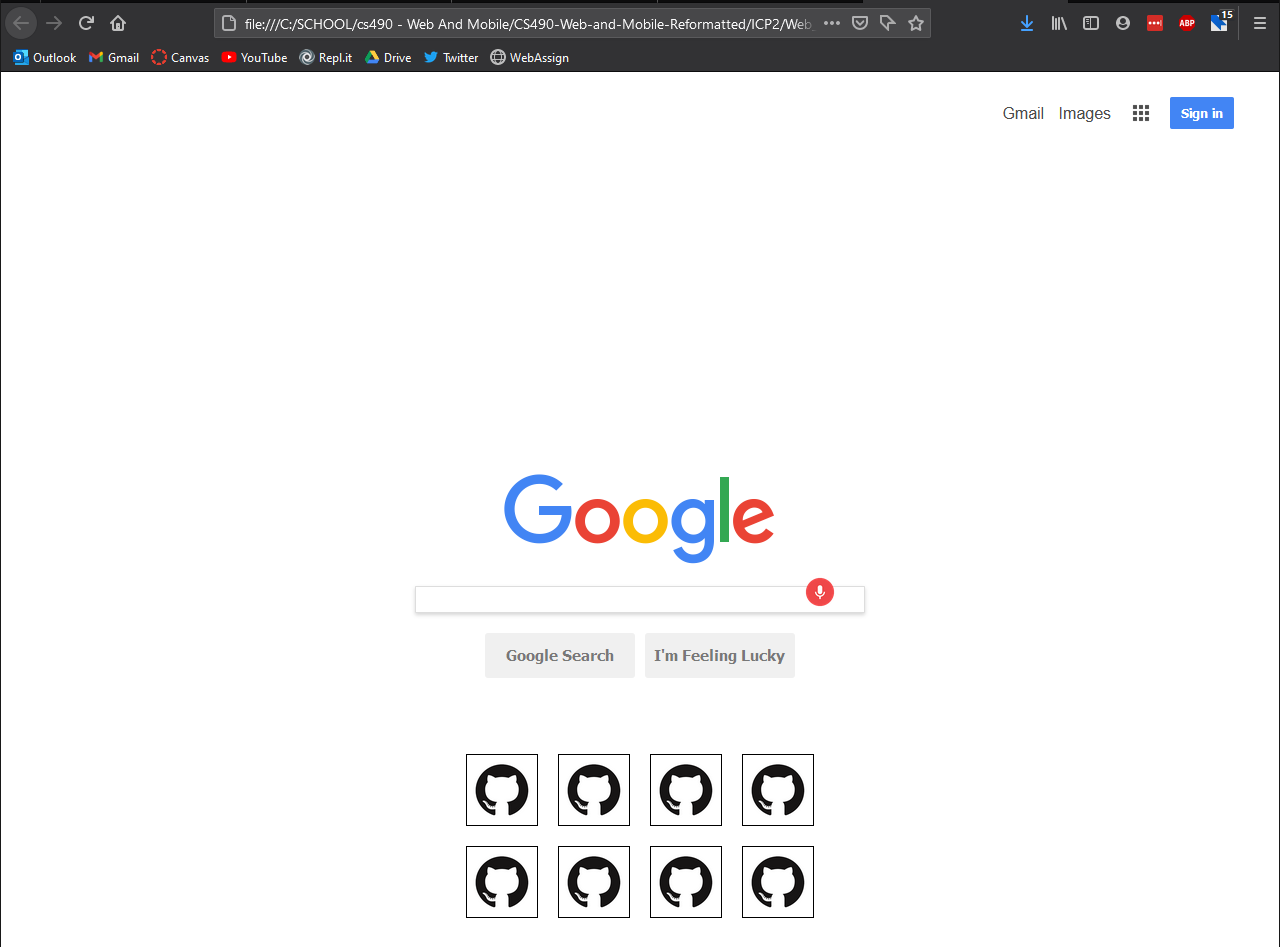 file:///C:/SCHOOL/cs490 - Web And Mobile/CS490-Web-and-Mobile-Reformatted/ICP2/Web_
ABP
15
Outlook Gmail Canvas YouTube Repl.it Drive Twitter WebAssign
Gmail Images Sign in
Google
Google Search I'm Feeling Lucky